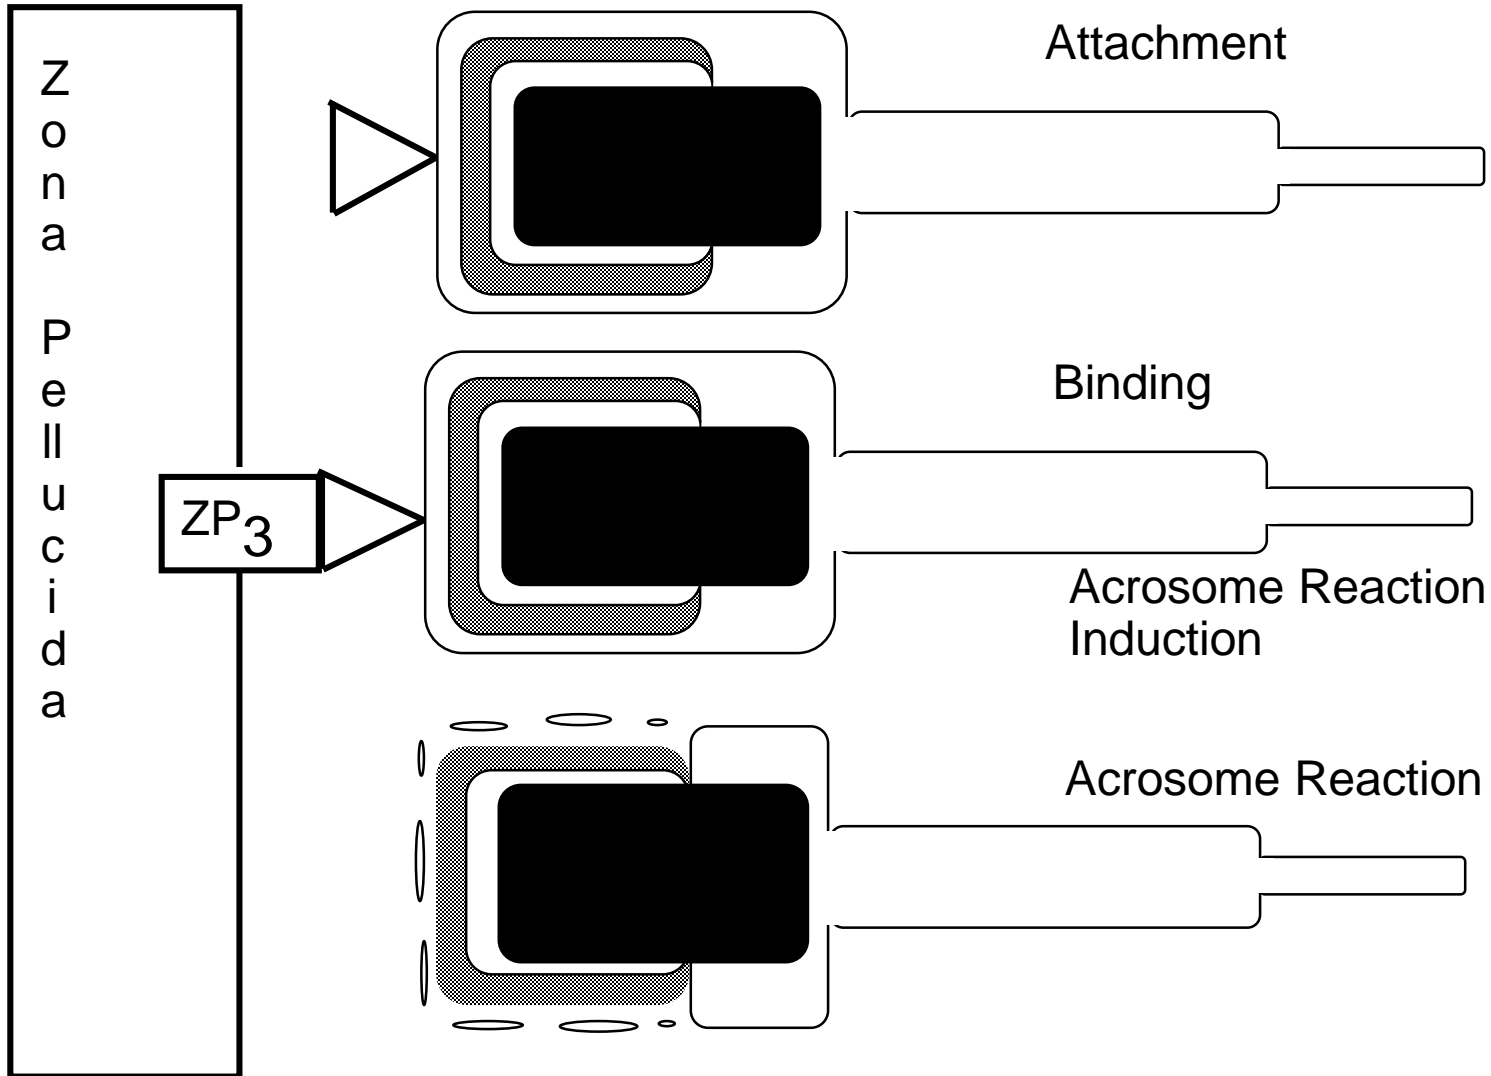 Zona Pellucida
Attachment
Binding
ZP3
Acrosome Reaction
Induction
Acrosome Reaction